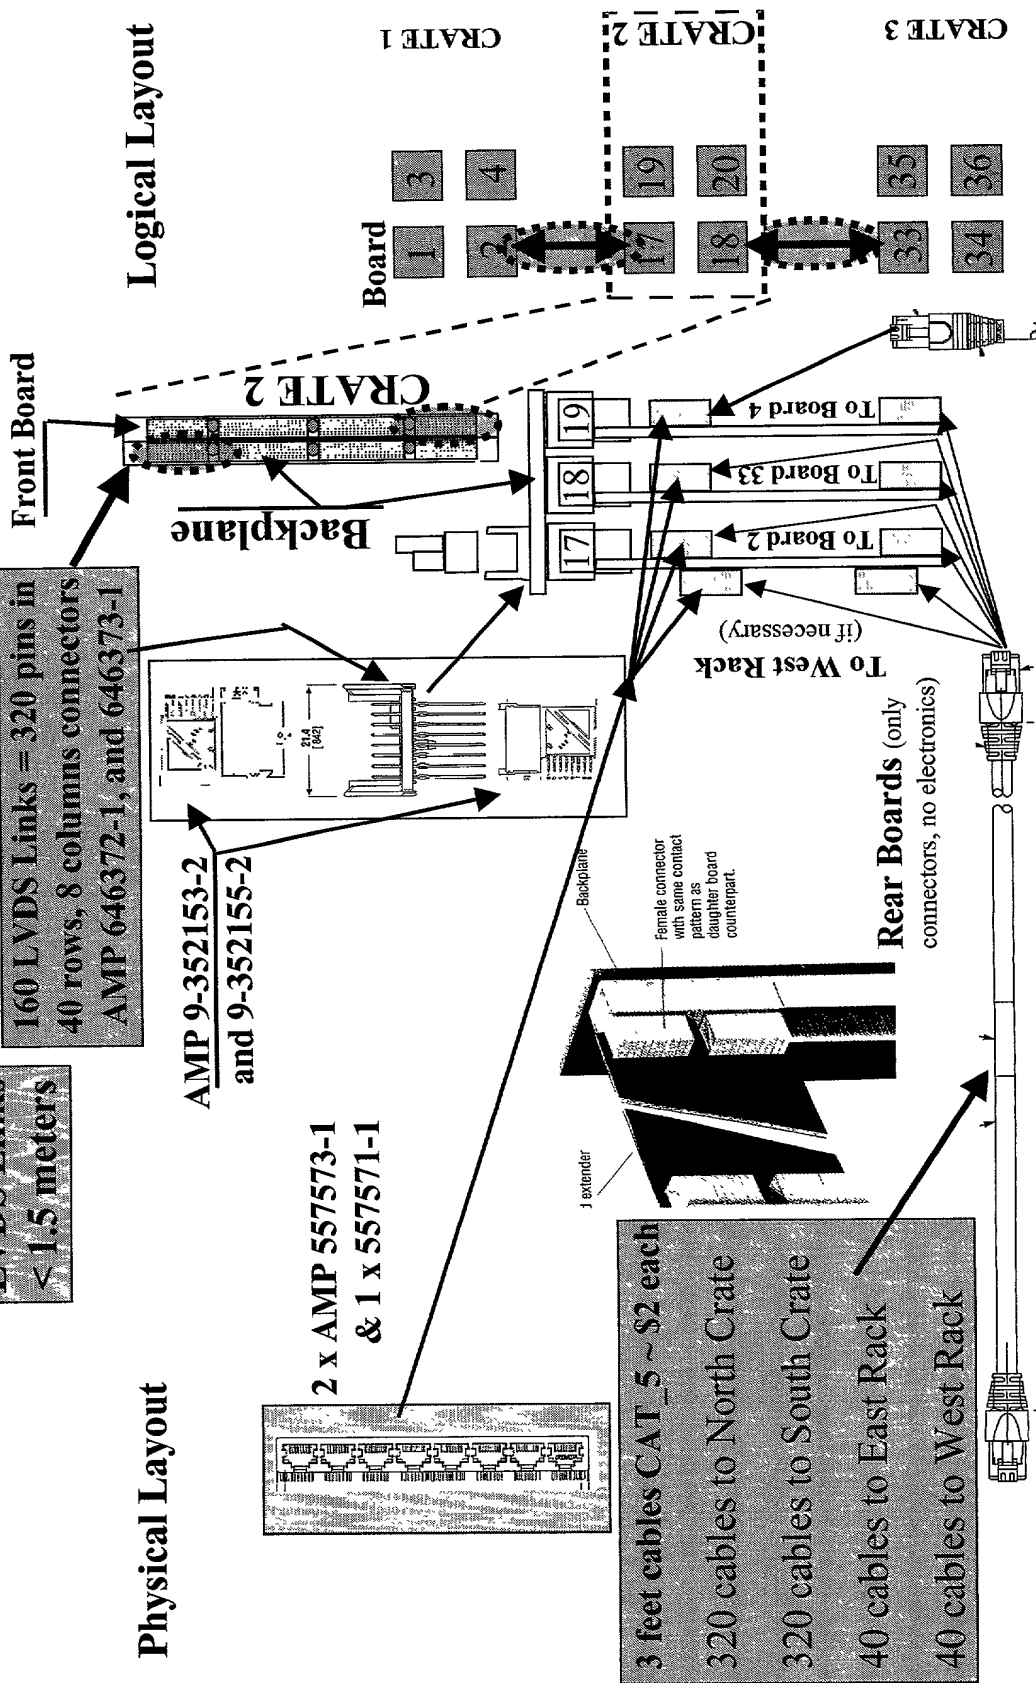 Physical Layout
Logical Layout
LVDS Links
< 1.5 meters
160 LVDS Links = 320 pins in
40 rows, 8 columns connectors
AMP 646372-1, and 646373-1
Front Board
AMP 9-352153-2
and 9-352155-2
21.4
[.842]
Backplane
CRATE 2
2 x AMP 557573-1
& 1 x 557571-1
Board
1
3
2
4
CRATE 1
17
19
18
20
CRATE 2
33
35
34
36
CRATE 3
17
18
19
To West Rack
(if necessary)
To Board 2
To Board 33
To Board 4
Backplane
Female connector
with same contact
pattern as
daughter board
counterpart.
extender
Rear Boards (only
connectors, no electronics)
3 feet cables CAT_5 ~ $2 each
320 cables to North Crate
320 cables to South Crate
40 cables to East Rack
40 cables to West Rack